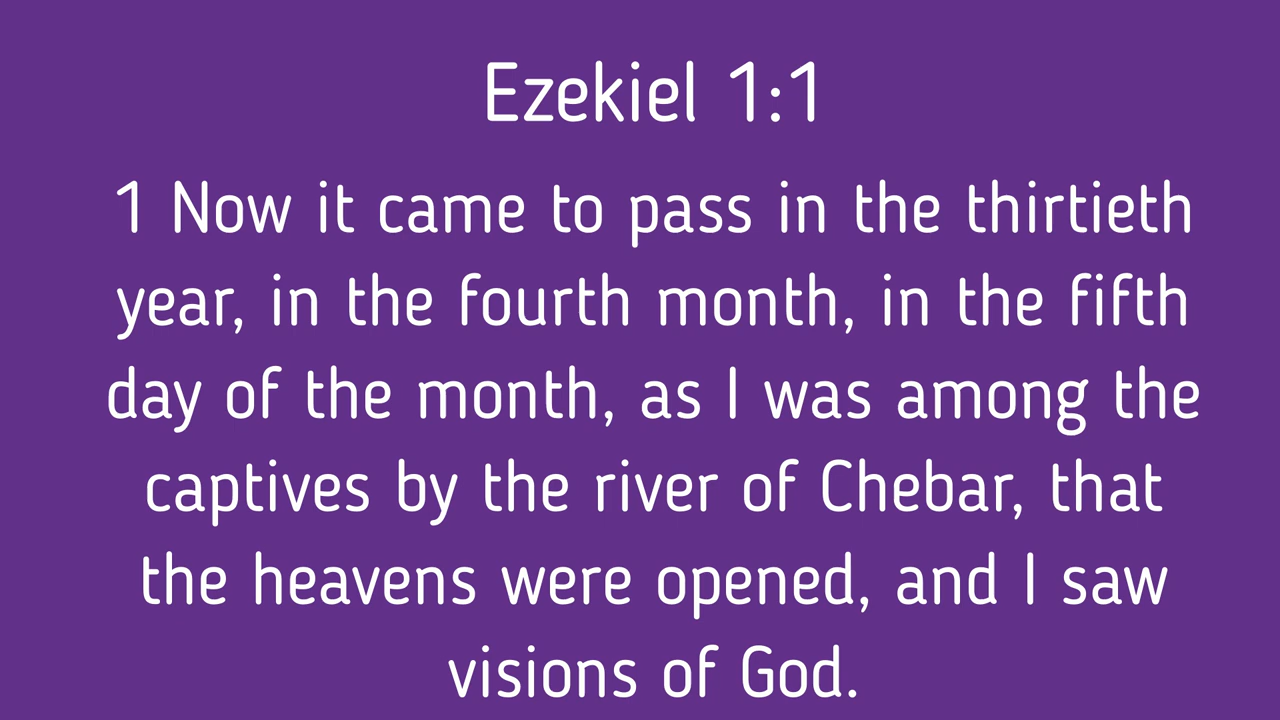 Ezekiel 1:1
1 Now it came to pass in the thirtieth
year, in the fourth month, in the fifth
day of the month, as I was among the
captives by the river of Chebar, that
the heavens were opened, and I saw
visions of God.